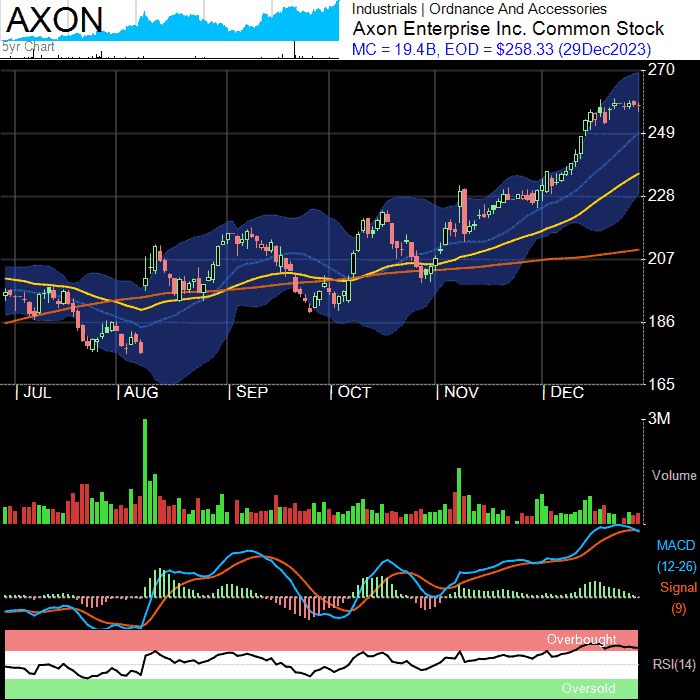 AXON
5yr Chart
Industrials | Ordnance And Accessories
Axon Enterprise Inc. Common Stock
MC = 19.4B, EOD = $258.33 (29Dec2023)
270
249
228
207
186
165
| JUL | AUG | SEP | OCT | NOV | DEC
3M
Volume
MACD
(12-26)
Signal
(9)
Overbought
RSI(14)
Oversold